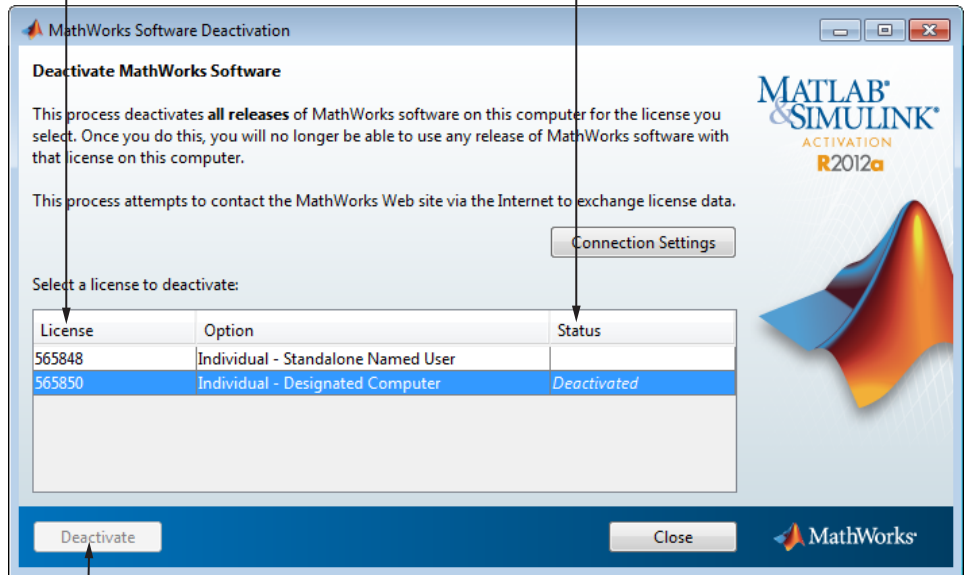 MathWorks Software Deactivation
Deactivate MathWorks Software
This process deactivates all releases of MathWorks software on this computer for the license you
select. Once you do this, you will no longer be able to use any release of MathWorks software with
that license on this computer.
This process attempts to contact the MathWorks Web site via the Internet to exchange license data.
MATLAB®
&SIMULINK®
ACTIVATION
R2012a
Connection Settings
Select a license to deactivate:
License Option Status
565848 Individual - Standalone Named User
565850 Individual - Designated Computer Deactivated
Deactivate Close MathWorks®